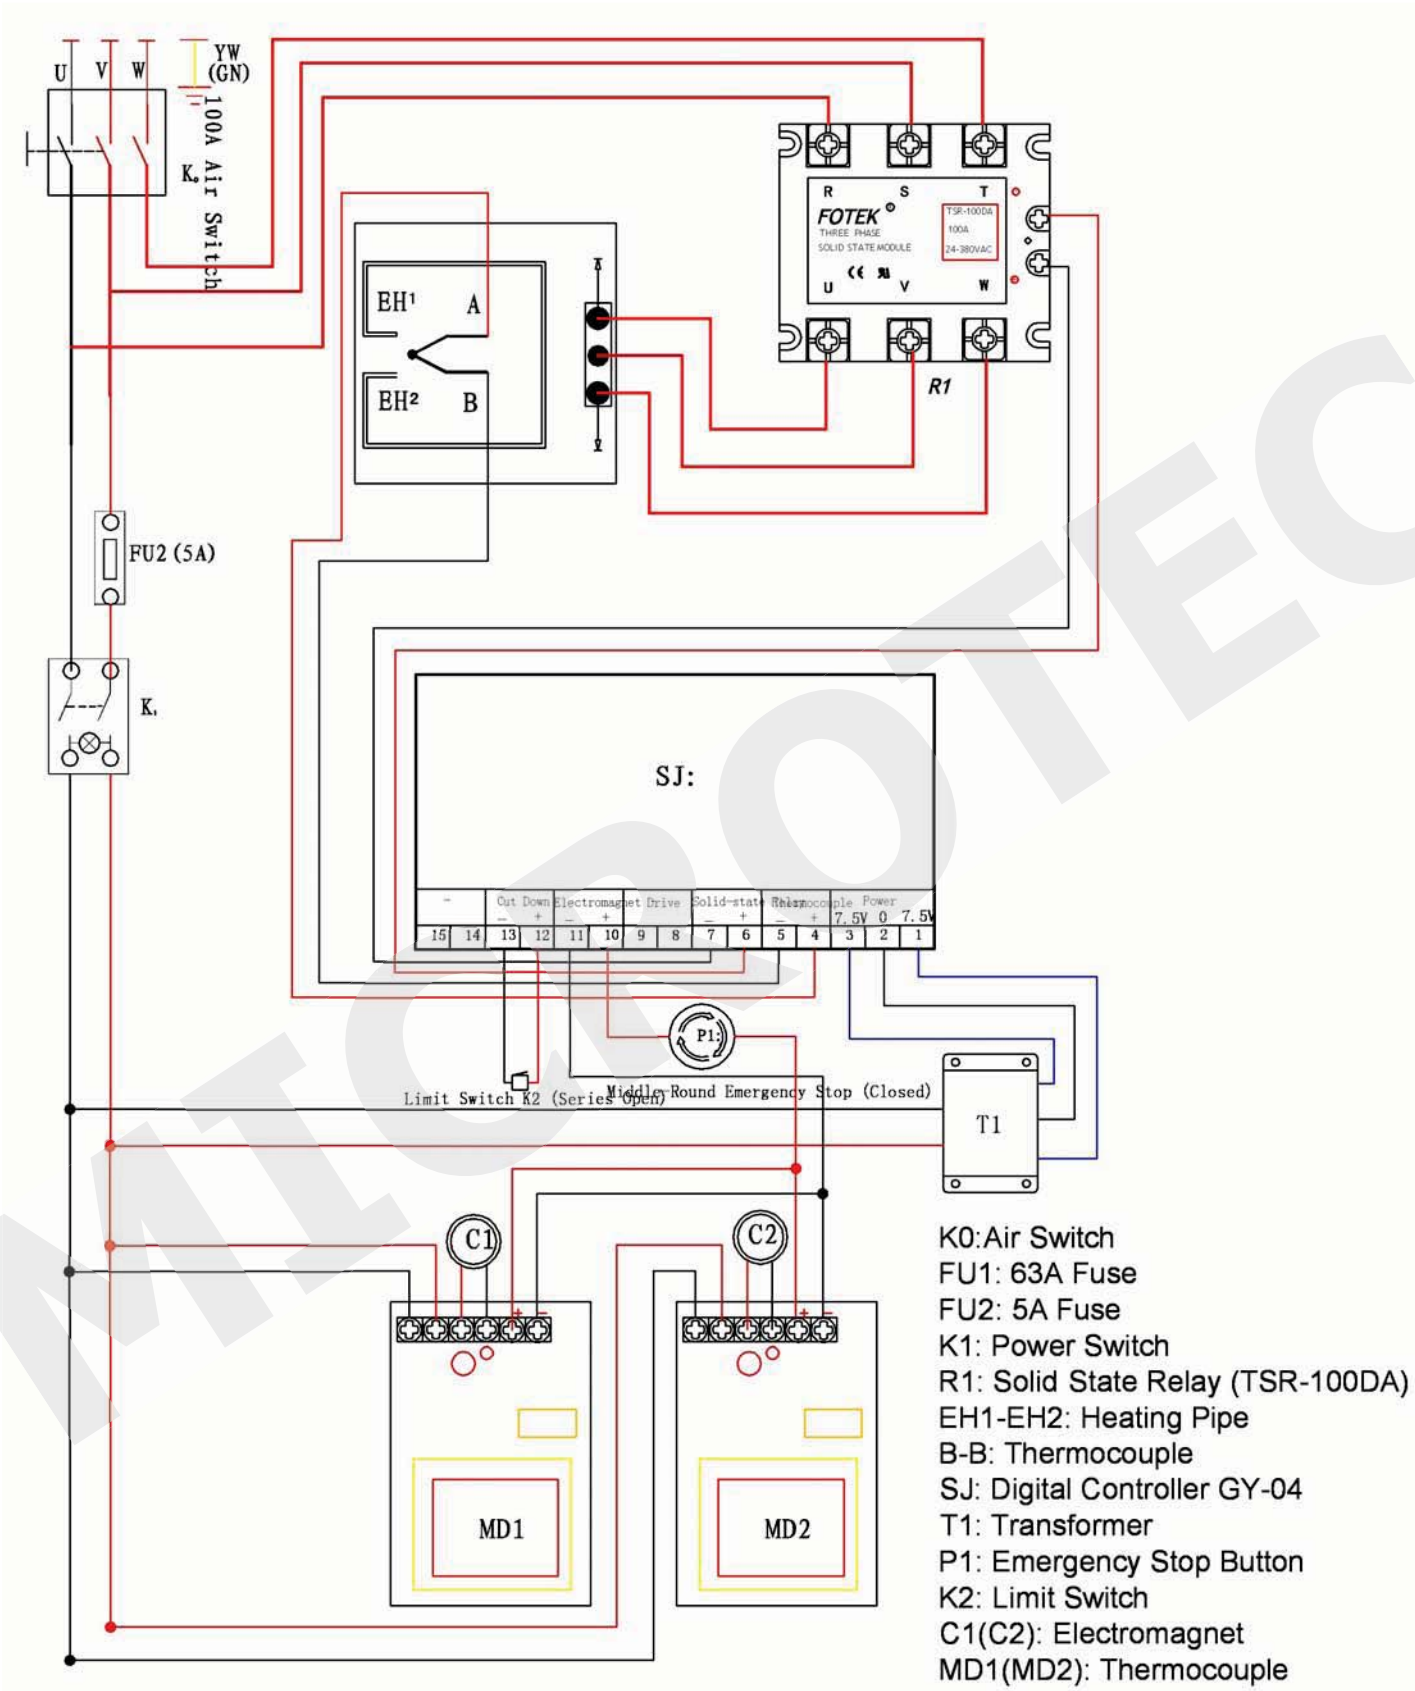 YW
U V W (GN)
100A Air Switch
K₀
R S T
FOTEK ®
THREE PHASE
SOLID STATE MODULE
TSR-100DA
100A
24-380VAC
CE
U V W
R1
EH¹ A
EH² B
FU2 (5A)
K₁
SJ:
- Cut Down Electromagnet Drive Solid-state Thermocouple Power
- + - + - + - + 7.5V 0 7.5V
15 14 13 12 11 10 9 8 7 6 5 4 3 2 1
P1:
Limit Switch K2 (Series Open)
Middle-Round Emergency Stop (Closed)
T1
C1 C2
+ - + -
MD1 MD2
K0:Air Switch
FU1: 63A Fuse
FU2: 5A Fuse
K1: Power Switch
R1: Solid State Relay (TSR-100DA)
EH1-EH2: Heating Pipe
B-B: Thermocouple
SJ: Digital Controller GY-04
T1: Transformer
P1: Emergency Stop Button
K2: Limit Switch
C1(C2): Electromagnet
MD1(MD2): Thermocouple
MICROTEC